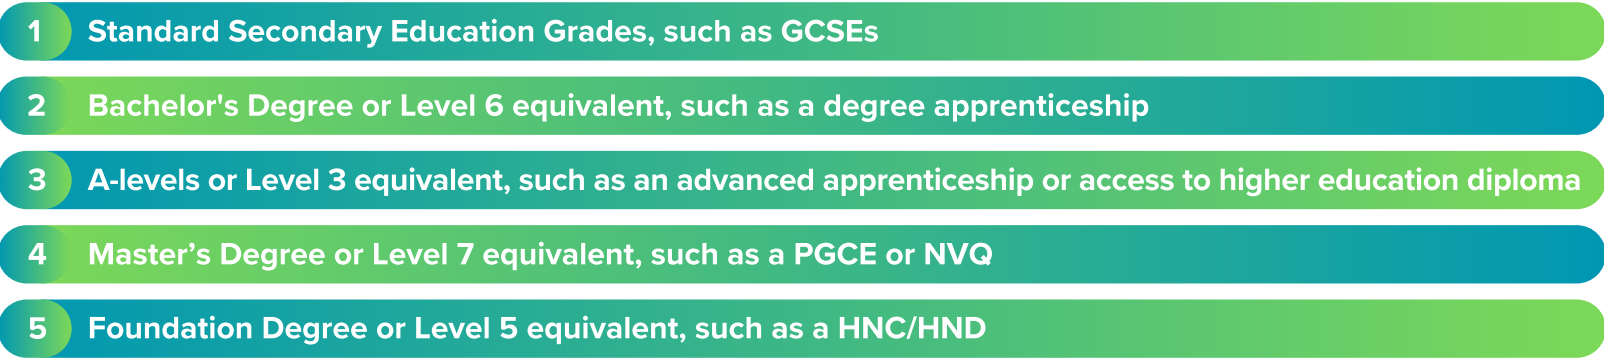 1 Standard Secondary Education Grades, such as GCSEs
2 Bachelor's Degree or Level 6 equivalent, such as a degree apprenticeship
3 A-levels or Level 3 equivalent, such as an advanced apprenticeship or access to higher education diploma
4 Master’s Degree or Level 7 equivalent, such as a PGCE or NVQ
5 Foundation Degree or Level 5 equivalent, such as a HNC/HND